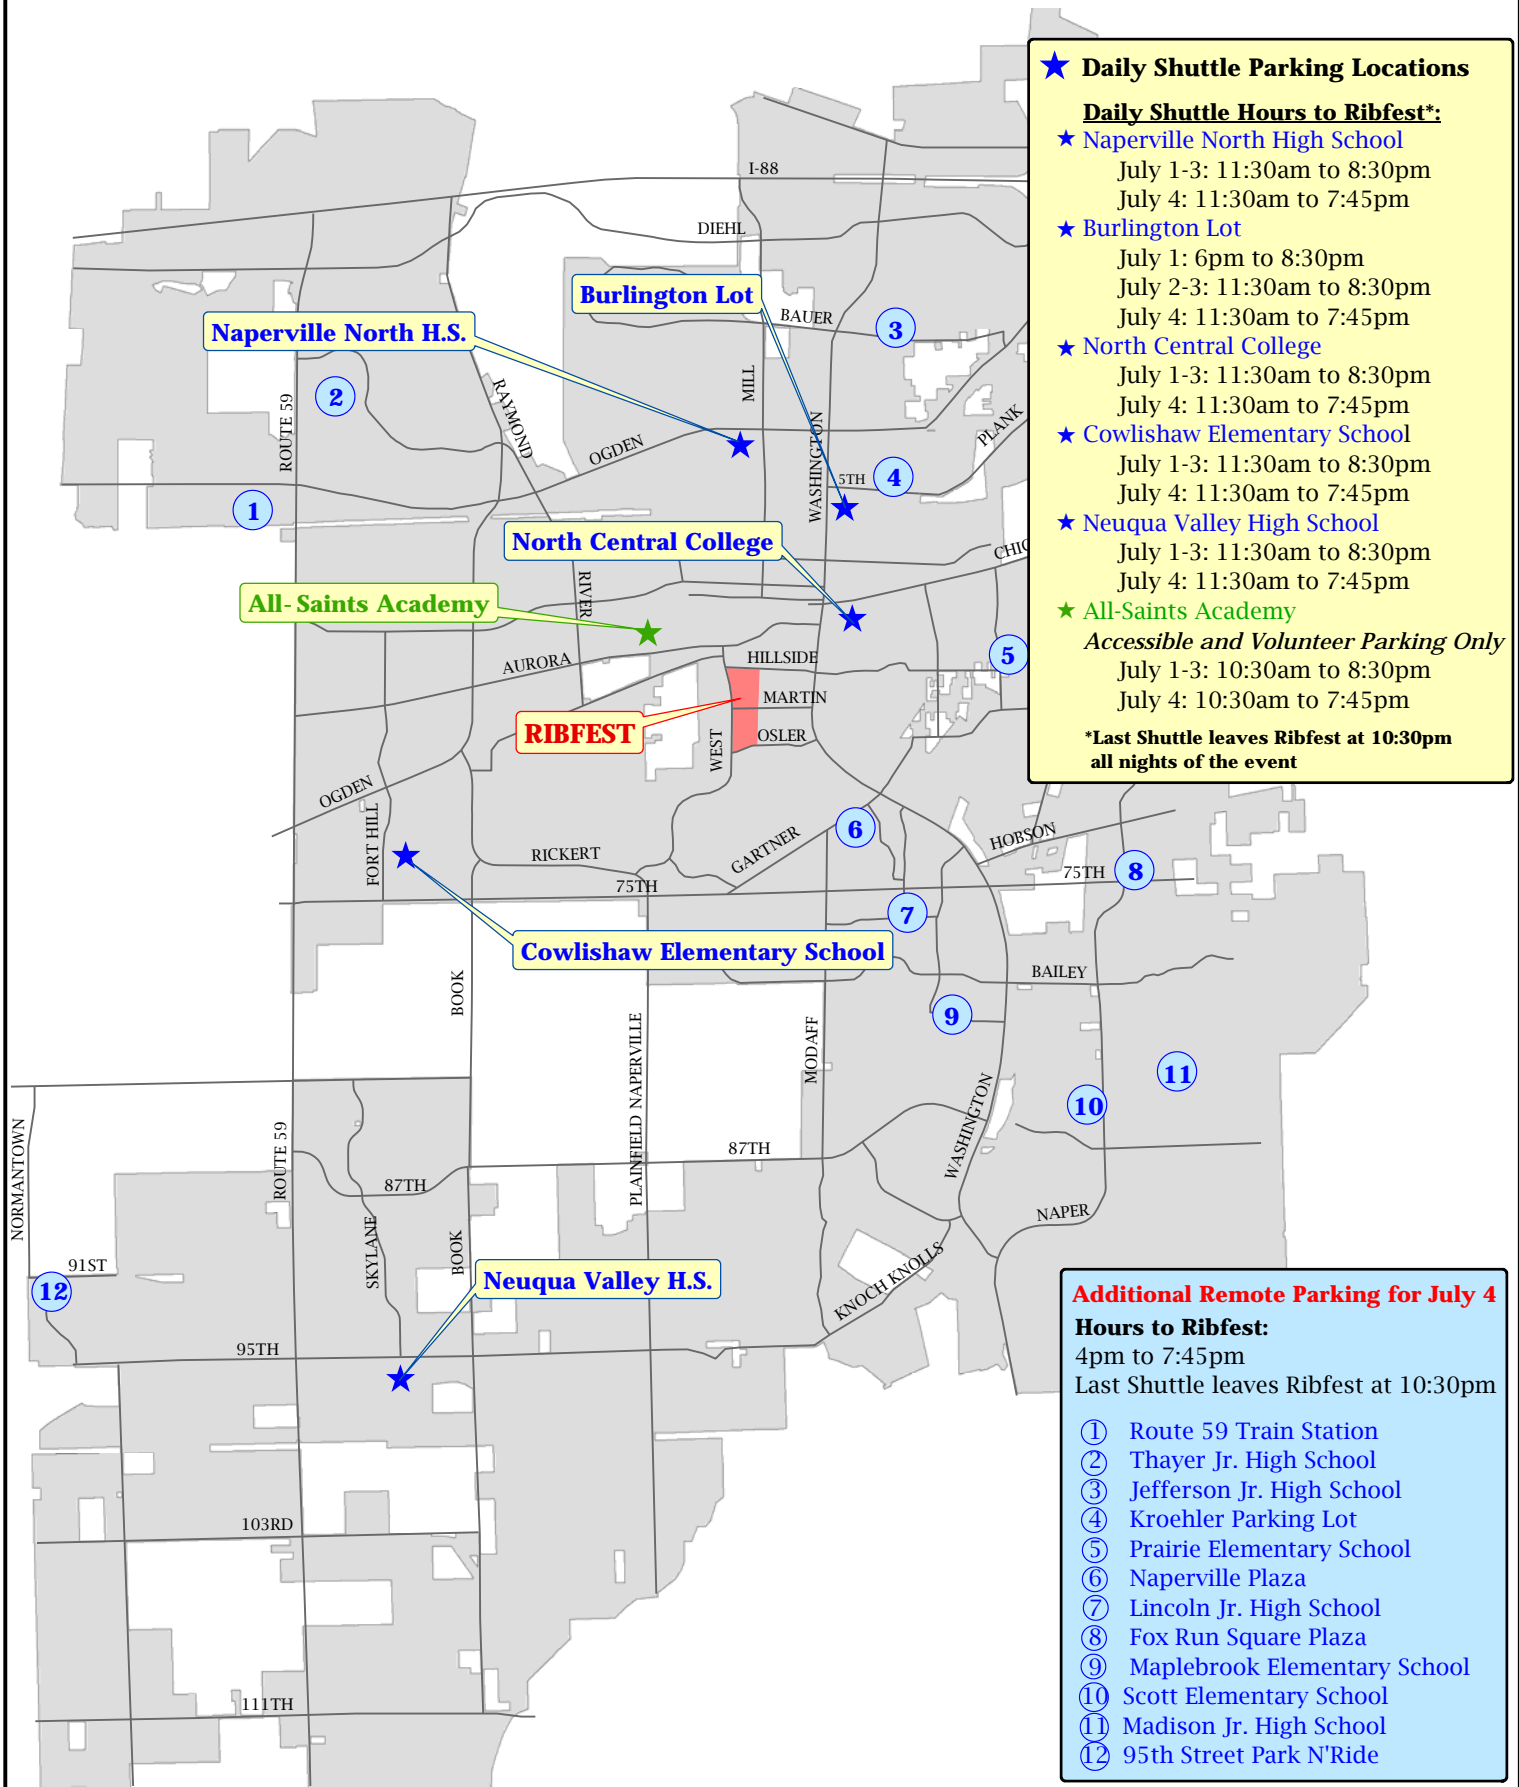 Daily Shuttle Parking Locations
Daily Shuttle Hours to Ribfest*:
Naperville North High School
July 1-3: 11:30am to 8:30pm
July 4: 11:30am to 7:45pm
Burlington Lot
July 1: 6pm to 8:30pm
July 2-3: 11:30am to 8:30pm
July 4: 11:30am to 7:45pm
North Central College
July 1-3: 11:30am to 8:30pm
July 4: 11:30am to 7:45pm
Cowlishaw Elementary School
July 1-3: 11:30am to 8:30pm
July 4: 11:30am to 7:45pm
Neuqua Valley High School
July 1-3: 11:30am to 8:30pm
July 4: 11:30am to 7:45pm
All-Saints Academy
Accessible and Volunteer Parking Only
July 1-3: 10:30am to 8:30pm
July 4: 10:30am to 7:45pm
*Last Shuttle leaves Ribfest at 10:30pm
all nights of the event
I-88
DIEHL
Burlington Lot
BAUER
3
Naperville North H.S.
MILL
2
RAYMOND
ROUTE 59
WASHINGTON
PLANK
OGDEN
5TH
4
1
North Central College
CHIC
RIVER
All-Saints Academy
HILLSIDE
5
AURORA
MARTIN
RIBFEST
WEST
OSLER
OGDEN
FORT HILL
6
GARTNER
HOBSON
RICKERT
75TH
75TH
8
7
Cowlishaw Elementary School
BAILEY
BOOK
9
PLAINFIELD NAPERVILLE
MODAFF
11
10
WASHINGTON
NORMANTOWN
ROUTE 59
87TH
87TH
NAPER
SKYLANE
BOOK
91ST
12
Neuqua Valley H.S.
KNOCH KNOLLS
95TH
103RD
111TH
Additional Remote Parking for July 4
Hours to Ribfest:
4pm to 7:45pm
Last Shuttle leaves Ribfest at 10:30pm
1 Route 59 Train Station
2 Thayer Jr. High School
3 Jefferson Jr. High School
4 Kroehler Parking Lot
5 Prairie Elementary School
6 Naperville Plaza
7 Lincoln Jr. High School
8 Fox Run Square Plaza
9 Maplebrook Elementary School
10 Scott Elementary School
11 Madison Jr. High School
12 95th Street Park N'Ride